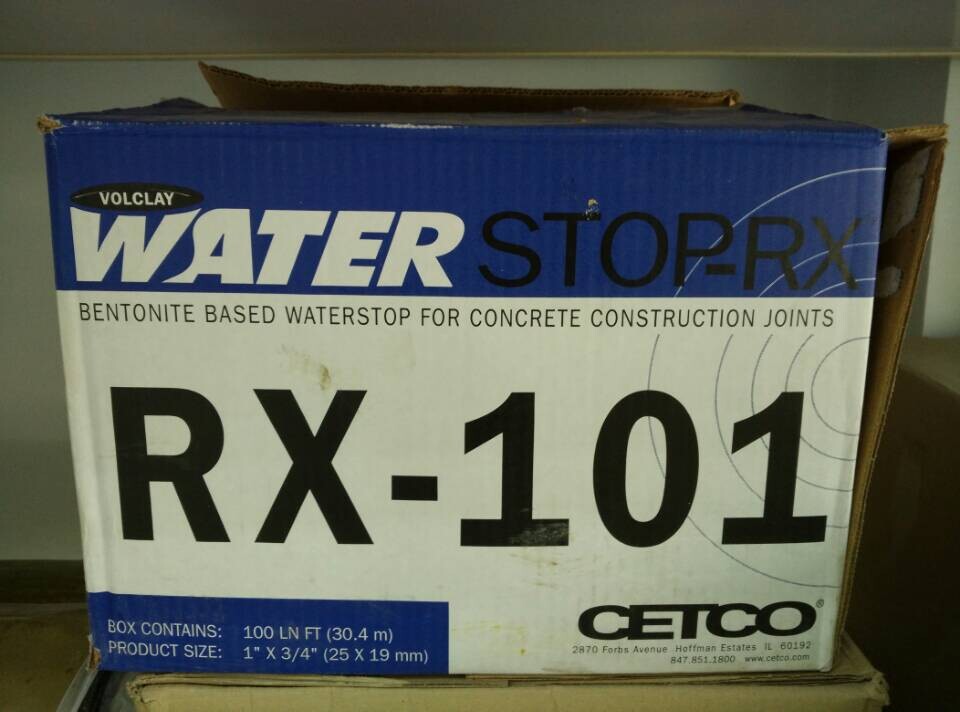 VOLCLAY
WATER STOP-RX
BENTONITE BASED WATERSTOP FOR CONCRETE CONSTRUCTION JOINTS
RX-101
BOX CONTAINS: 100 LN FT (30.4 m)
PRODUCT SIZE: 1" X 3/4" (25 X 19 mm)
CETCO®
2870 Forbs Avenue Hoffman Estates IL 60192
847.851.1800 www.cetco.com